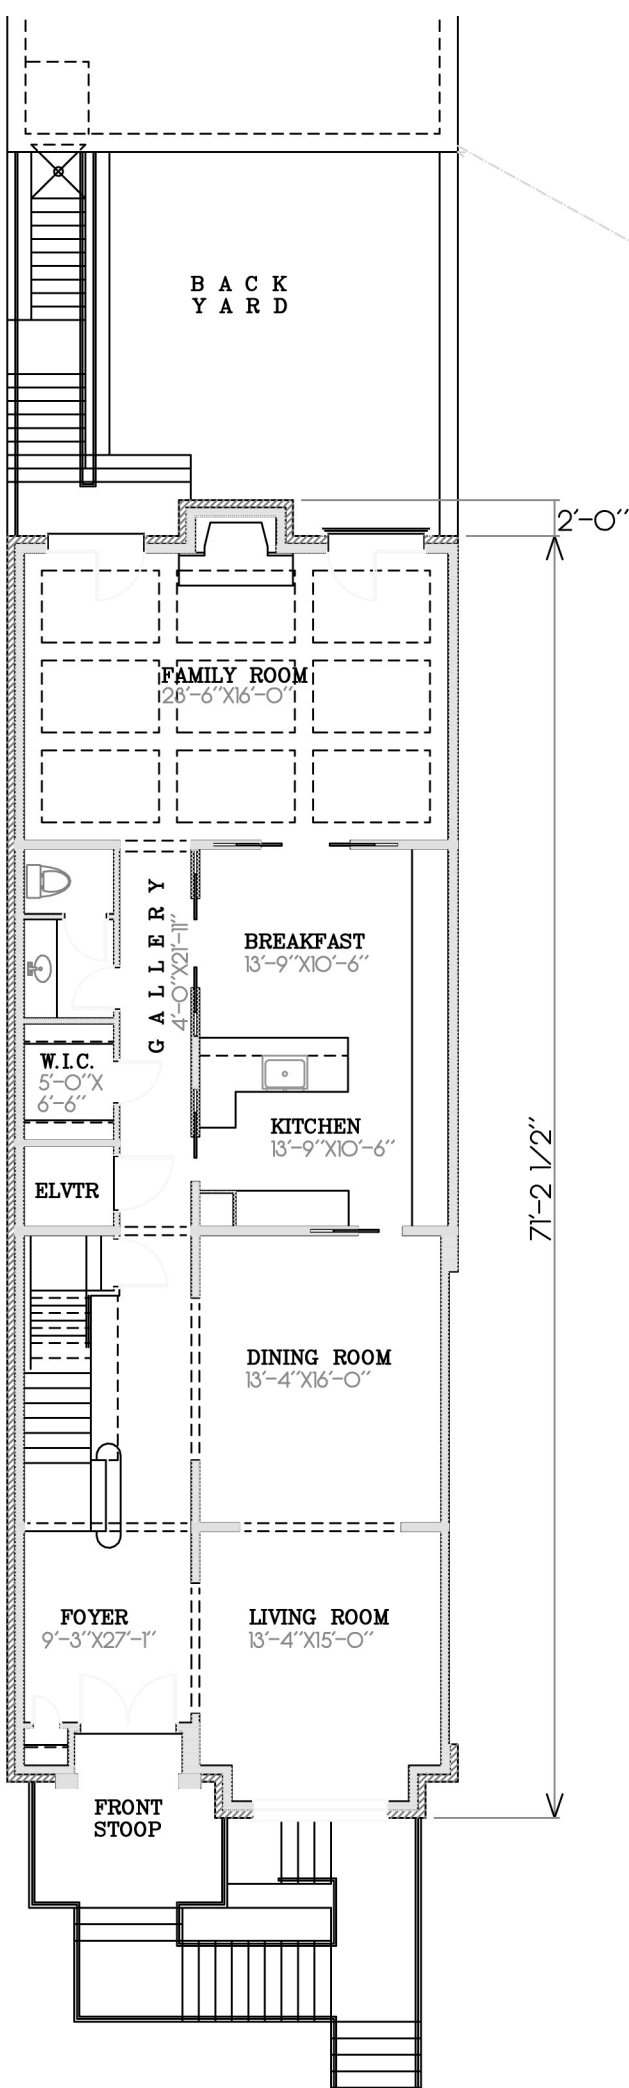 BACK
YARD
2'-0"
FAMILY ROOM
23'-6"X16'-0"
GALLERY
4'-0"X21'-11"
BREAKFAST
13'-9"X10'-6"
W.I.C.
5'-0"X
6'-6"
KITCHEN
13'-9"X10'-6"
ELVTR
71'-2 1/2"
DINING ROOM
13'-4"X16'-0"
FOYER
9'-3"X27'-1"
LIVING ROOM
13'-4"X15'-0"
FRONT
STOOP